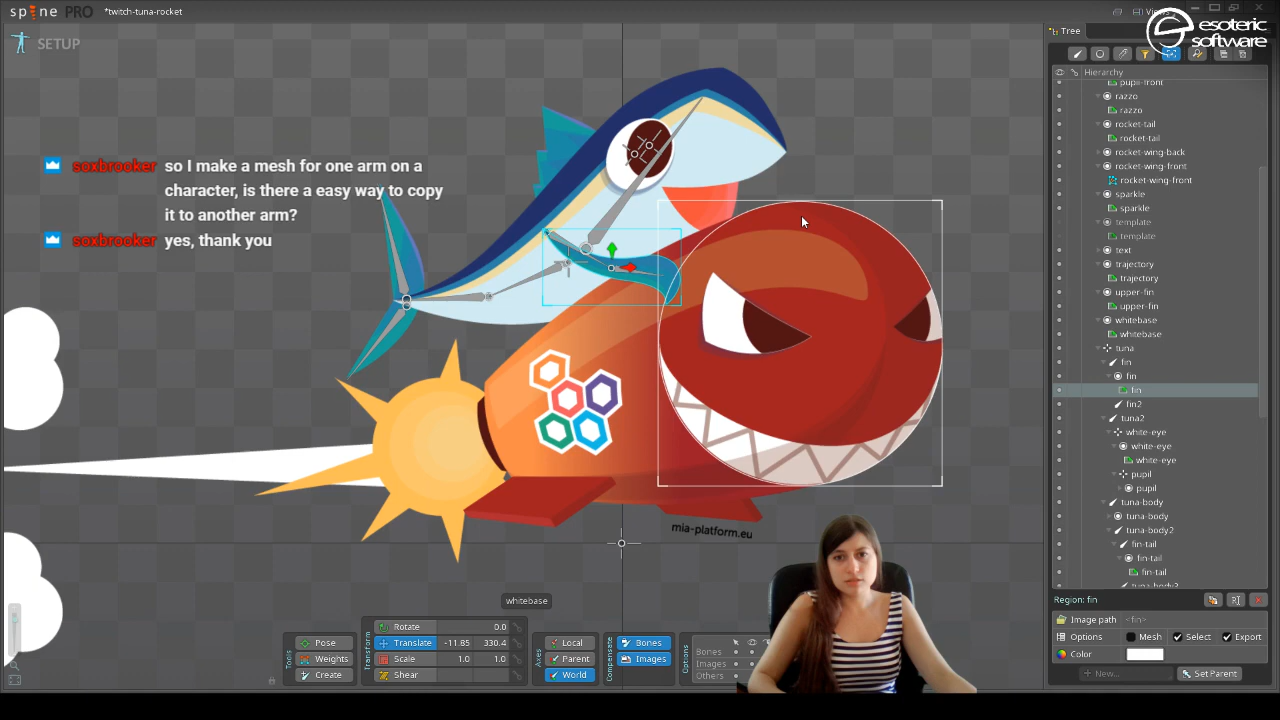 spine PRO *twitch-tuna-rocket
Views
SETUP
esoteric
software
Tree
Hierarchy
pupil-front
razzo
razzo
rocket-tail
rocket-tail
rocket-wing-back
rocket-wing-front
rocket-wing-front
sparkle
sparkle
template
template
text
trajectory
trajectory
upper-fin
upper-fin
whitebase
whitebase
tuna
fin
fin
fin
fin2
tuna2
white-eye
white-eye
white-eye
pupil
pupil
tuna-body
tuna-body
tuna-body2
fin-tail
fin-tail
fin-tail
tuna-body3
soxbrooker so I make a mesh for one arm on a
character, is there a easy way to copy
it to another arm?
soxbrooker yes, thank you
mia-platform.eu
whitebase
Tools
Pose
Weights
Create
Transform
Rotate 0.0
Translate -11.85 330.4
Scale 1.0 1.0
Shear
Axes
Local
Parent
World
Compensate
Bones
Images
Options
Bones
Images
Others
Region: fin
Image path <fin>
Options Mesh Select Export
Color
New... Set Parent